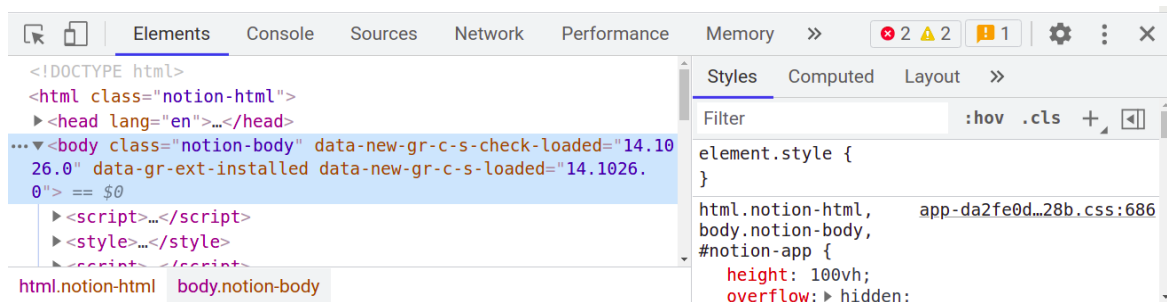 Elements Console Sources Network Performance Memory » 2 2 1
<!DOCTYPE html>
<html class="notion-html">
<head lang="en">…</head>
<body class="notion-body" data-new-gr-c-s-check-loaded="14.10
26.0" data-gr-ext-installed data-new-gr-c-s-loaded="14.1026.
0"> == $0
<script>…</script>
<style>…</style>
<script>…</script>
html.notion-html body.notion-body
Styles Computed Layout »
Filter :hov .cls +
element.style {
}
html.notion-html, app-da2fe0d…28b.css:686
body.notion-body,
#notion-app {
height: 100vh;
overflow: hidden;